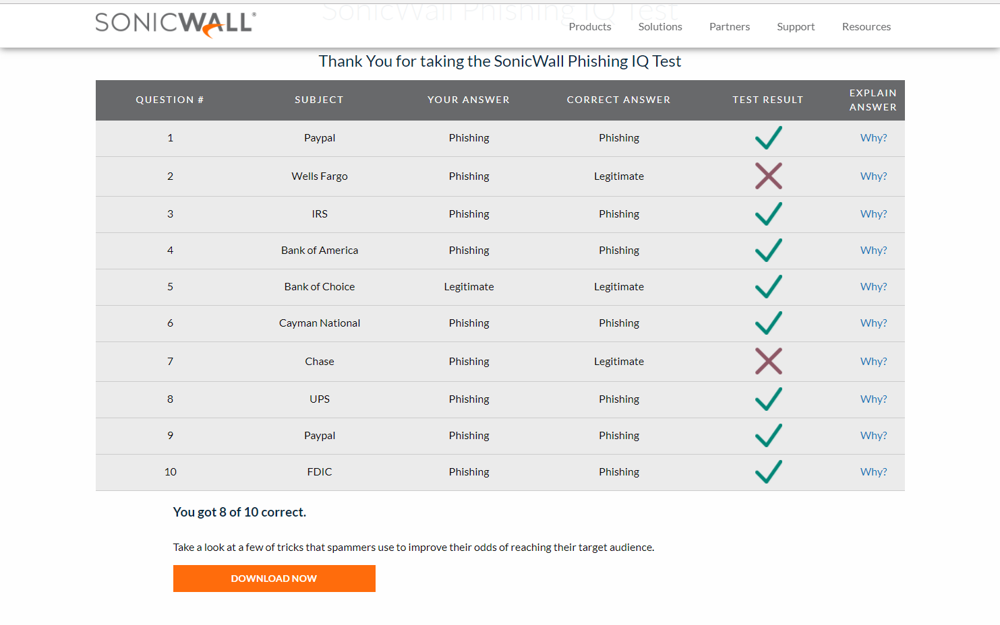 SonicWall Phishing IQ Test
SONICWALL®
Products Solutions Partners Support Resources
Thank You for taking the SonicWall Phishing IQ Test
QUESTION # SUBJECT YOUR ANSWER CORRECT ANSWER TEST RESULT EXPLAIN ANSWER
1 Paypal Phishing Phishing Why?
2 Wells Fargo Phishing Legitimate Why?
3 IRS Phishing Phishing Why?
4 Bank of America Phishing Phishing Why?
5 Bank of Choice Legitimate Legitimate Why?
6 Cayman National Phishing Phishing Why?
7 Chase Phishing Legitimate Why?
8 UPS Phishing Phishing Why?
9 Paypal Phishing Phishing Why?
10 FDIC Phishing Phishing Why?
You got 8 of 10 correct.
Take a look at a few of tricks that spammers use to improve their odds of reaching their target audience.
DOWNLOAD NOW